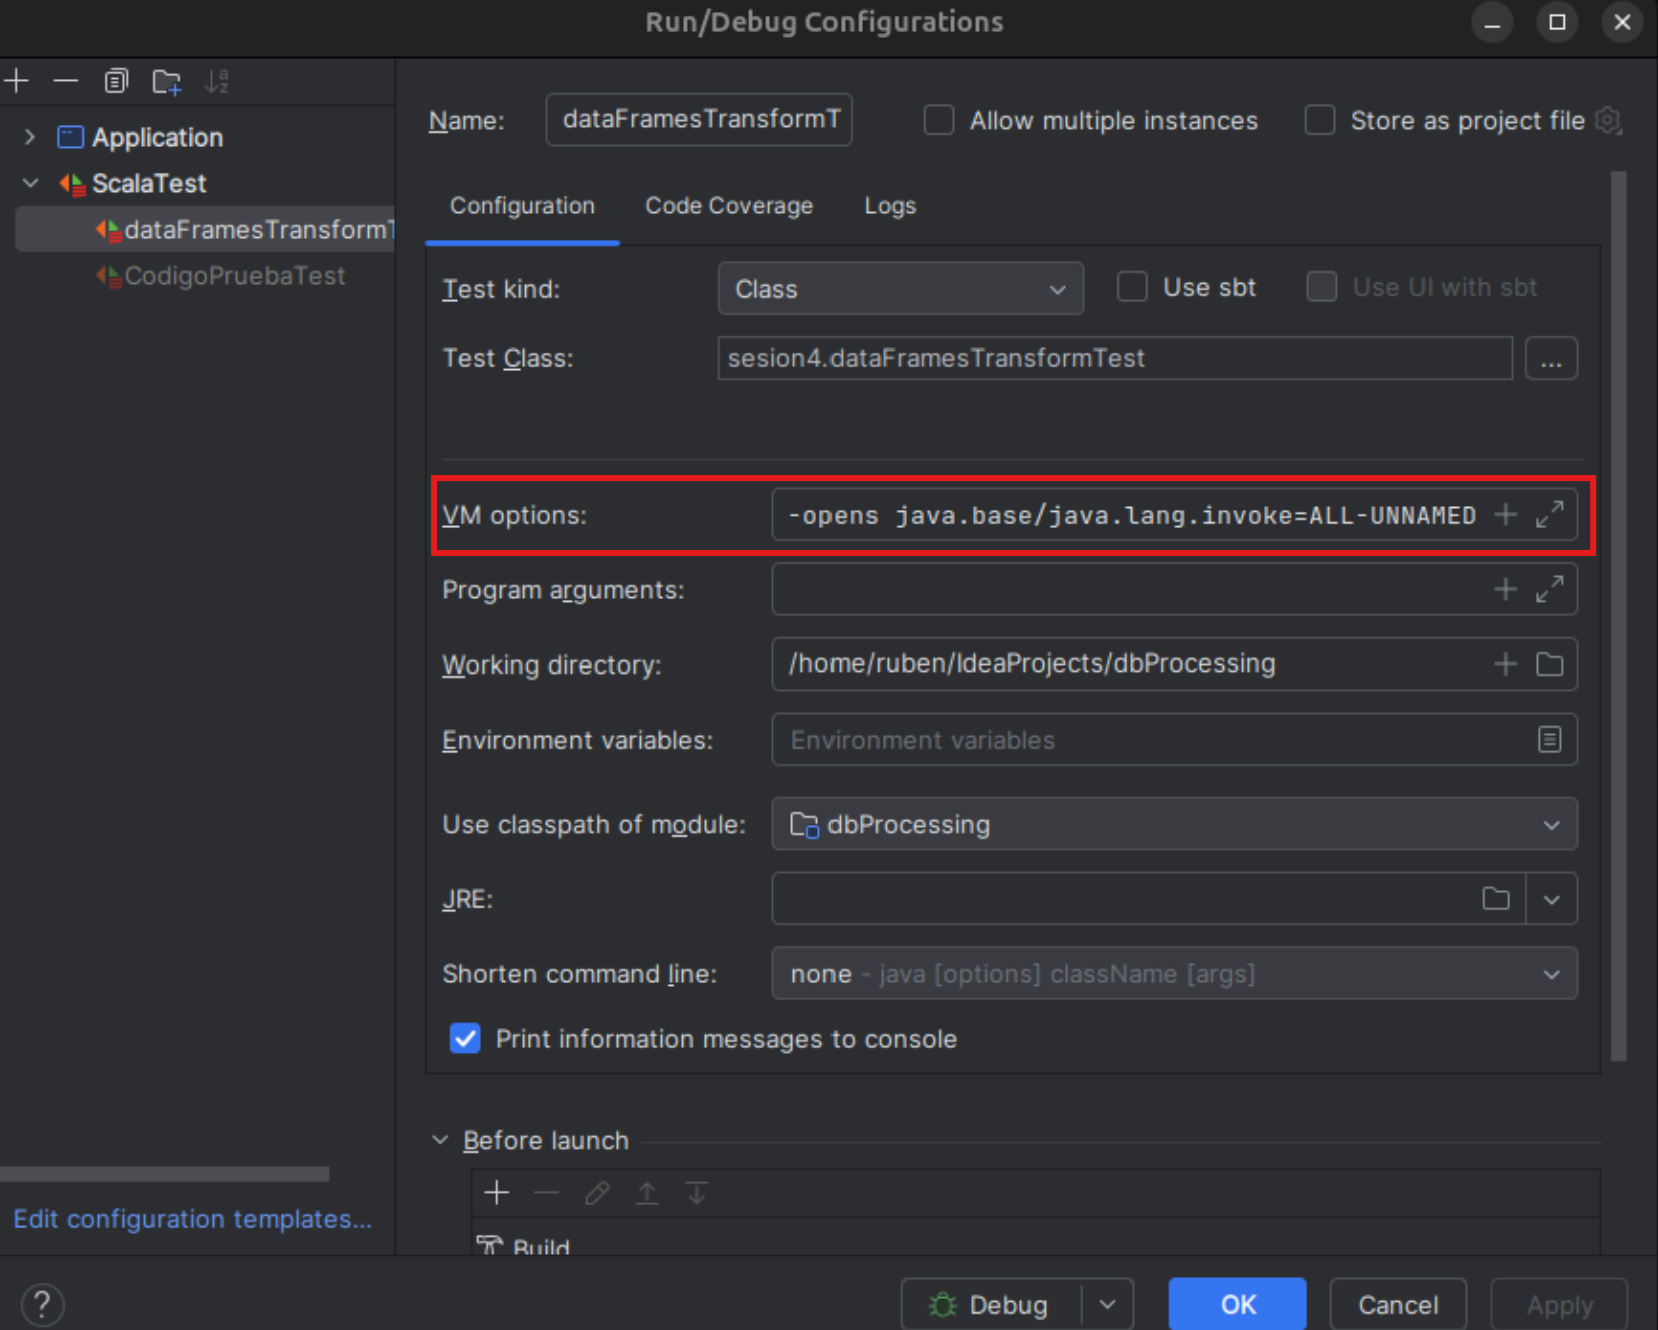 Run/Debug Configurations
Application
ScalaTest
dataFramesTransformT
CodigoPruebaTest
Edit configuration templates...
Name: dataFramesTransformT Allow multiple instances Store as project file
Configuration Code Coverage Logs
Test kind: Class Use sbt Use UI with sbt
Test Class: sesion4.dataFramesTransformTest ...
VM options: -opens java.base/java.lang.invoke=ALL-UNNAMED
Program arguments:
Working directory: /home/ruben/IdeaProjects/dbProcessing
Environment variables: Environment variables
Use classpath of module: dbProcessing
JRE:
Shorten command line: none - java [options] className [args]
Print information messages to console
Before launch
Build
? Debug OK Cancel Apply